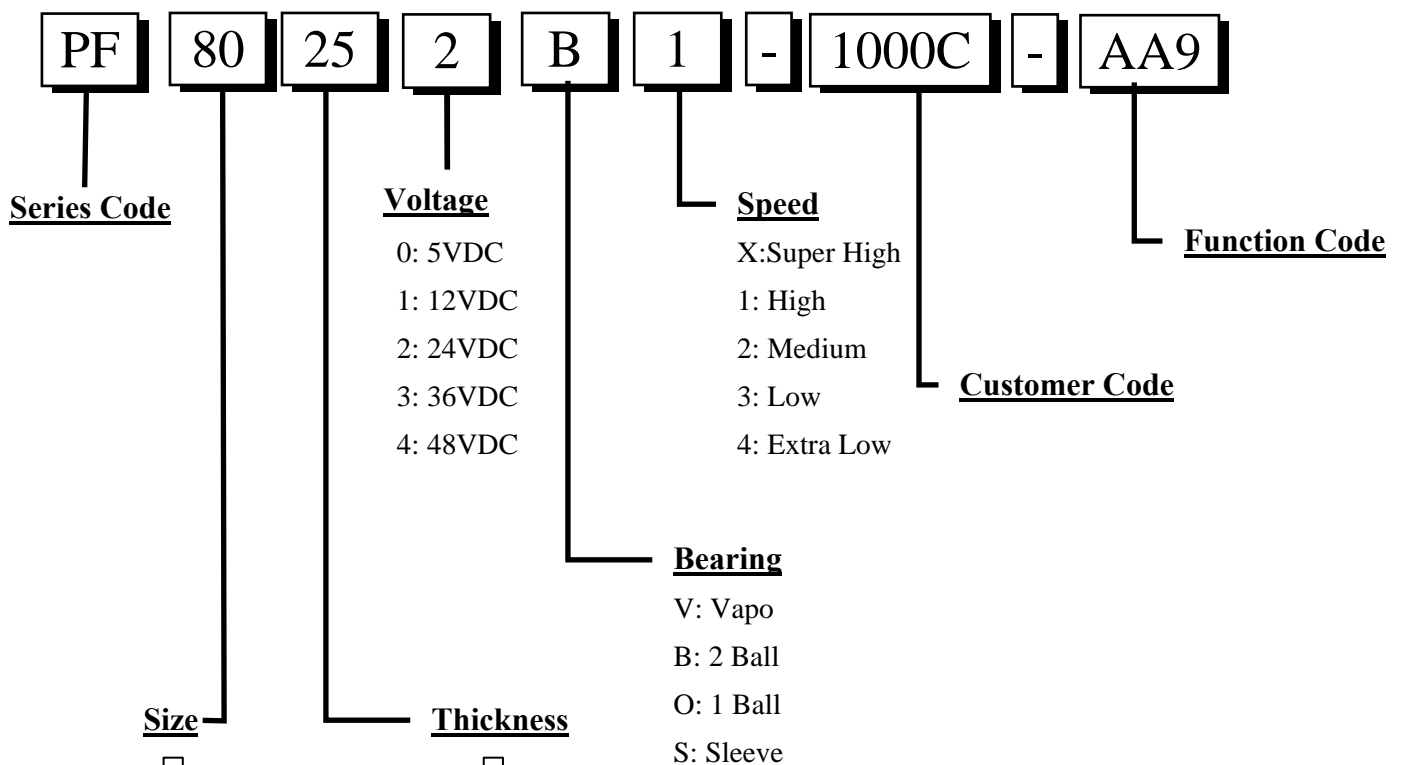 PF 80 25 2 B 1 - 1000C - AA9
Series Code
Voltage
0: 5VDC
1: 12VDC
2: 24VDC
3: 36VDC
4: 48VDC
Speed
X:Super High
1: High
2: Medium
3: Low
4: Extra Low
Function Code
Customer Code
Bearing
V: Vapo
B: 2 Ball
O: 1 Ball
S: Sleeve
Size
Thickness